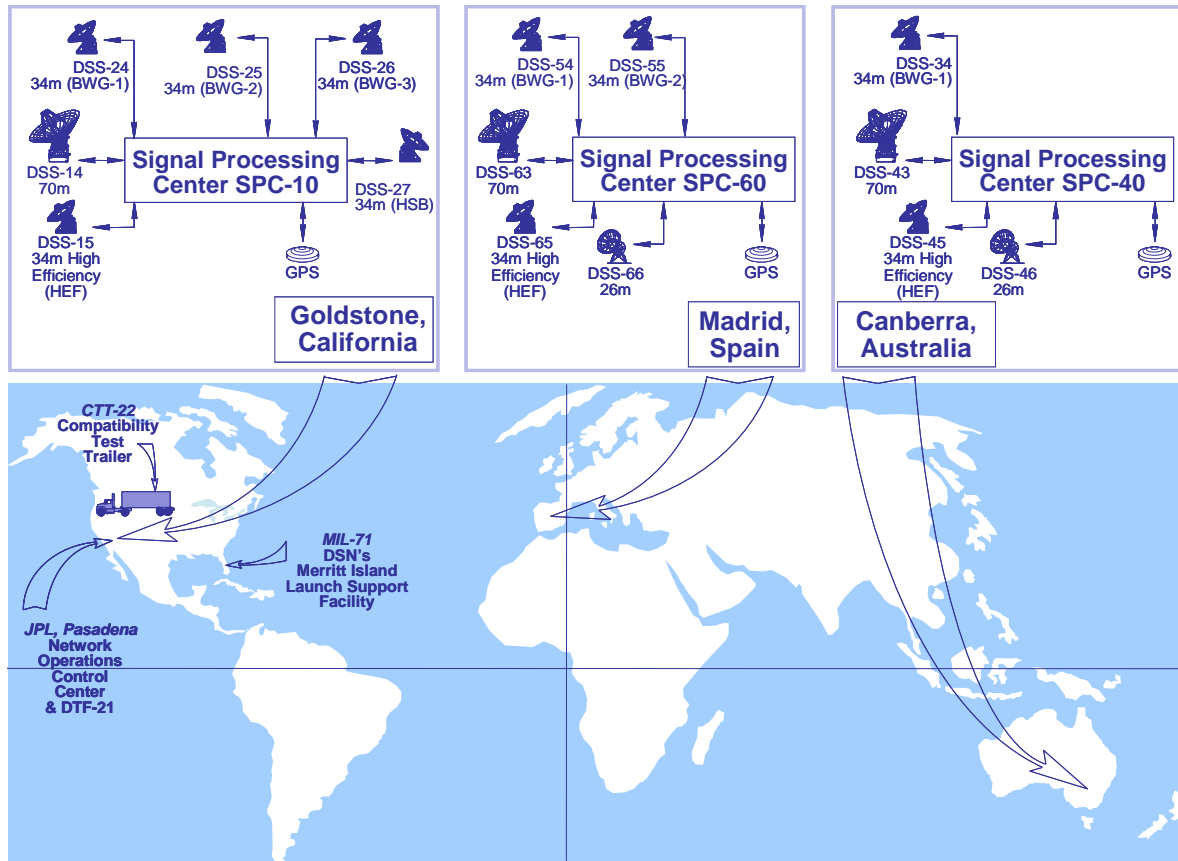 DSS-24
34m (BWG-1)
DSS-25
34m (BWG-2)
DSS-26
34m (BWG-3)
DSS-14
70m
Signal Processing
Center SPC-10
DSS-27
34m (HSB)
DSS-15
34m High
Efficiency
(HEF)
GPS
Goldstone,
California
DSS-54
34m (BWG-1)
DSS-55
34m (BWG-2)
DSS-63
70m
Signal Processing
Center SPC-60
DSS-65
34m High
Efficiency
(HEF)
DSS-66
26m
GPS
Madrid,
Spain
DSS-34
34m (BWG-1)
DSS-43
70m
Signal Processing
Center SPC-40
DSS-45
34m High
Efficiency
(HEF)
DSS-46
26m
GPS
Canberra,
Australia
CTT-22
Compatibility
Test
Trailer
MIL-71
DSN's
Merritt Island
Launch Support
Facility
JPL, Pasadena
Network
Operations
Control
Center
& DTF-21